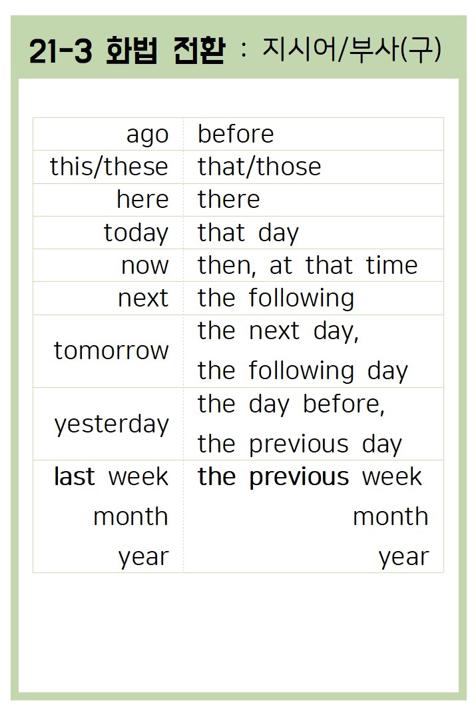 21-3 화법 전환 : 지시어/부사(구)
ago before
this/these that/those
here there
today that day
now then, at that time
next the following
tomorrow the next day,
the following day
yesterday the day before,
the previous day
last week the previous week
month month
year year